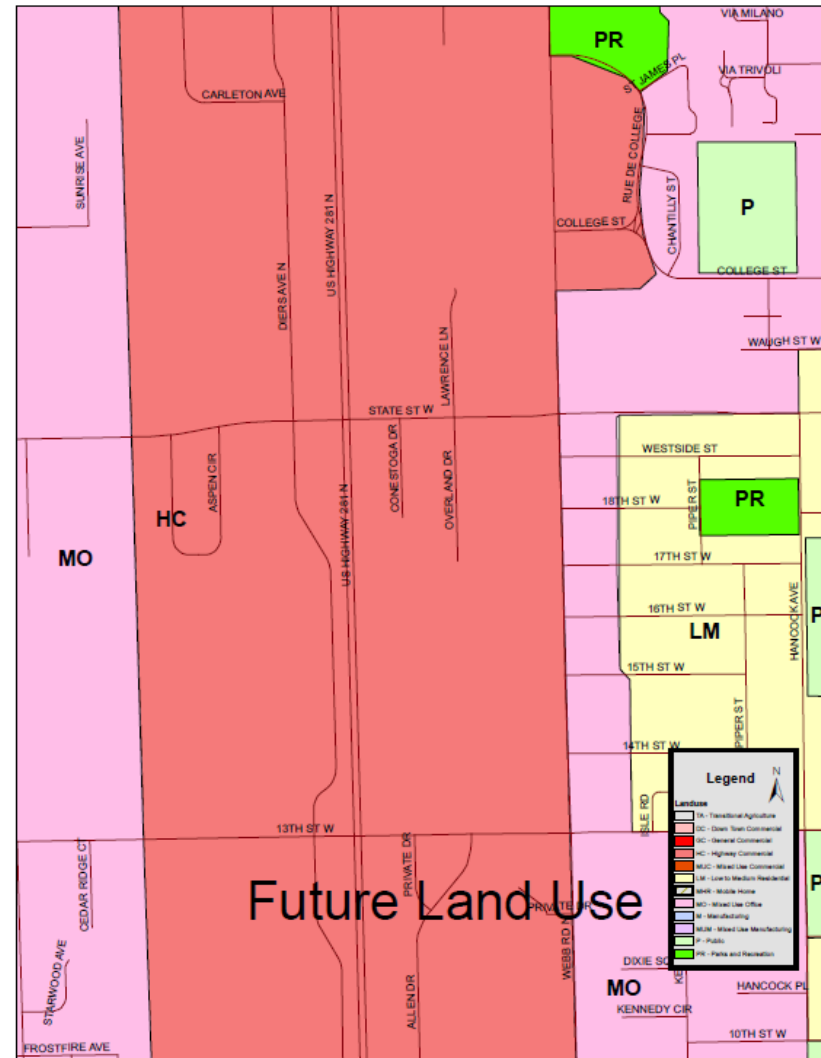 VIA MILANO
PR
ST JAMES PL
VIA TRIVOLI
CARLETON AVE
SUNRISE AVE
RUE DE COLLEGE
CHANTILLY ST
P
COLLEGE ST
COLLEGE ST
US HIGHWAY 281 N
DIERS AVE N
LAWRENCE LN
WAUGH ST W
STATE ST W
CONESTOGA DR
OVERLAND DR
WESTSIDE ST
ASPEN CIR
HC
18TH ST W
PIPER ST
PR
US HIGHWAY 281 N
MO
17TH ST W
HANCOCK AVE
16TH ST W
P
LM
15TH ST W
PIPER ST
14TH ST W
ISLE RD
13TH ST W
Legend
N
Landuse
TA - Transitional Agriculture
DC - Down Town Commercial
GC - General Commercial
HC - Highway Commercial
MUC - Mixed Use Commercial
LM - Low to Medium Residential
MHR - Mobile Home
MO - Mixed Use Office
M - Manufacturing
MUM - Mixed Use Manufacturing
P - Public
PR - Parks and Recreation
CEDAR RIDGE CT
PRIVATE DR
P
Future Land Use
PRIVATE DR
WEBB RD N
STARWOOD AVE
ALLEN DR
DIXIE SQ
KE
MO
HANCOCK PL
KENNEDY CIR
FROSTFIRE AVE
10TH ST W